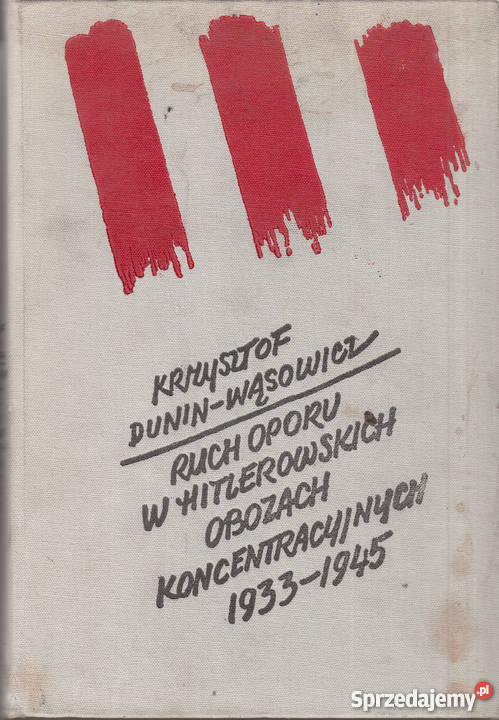 KRZYSZTOF
DUNIN-WĄSOWICZ
RUCH OPORU
W HITLEROWSKICH
OBOZACH
KONCENTRACYJNYCH
1933-1945
Sprzedajemy.pl